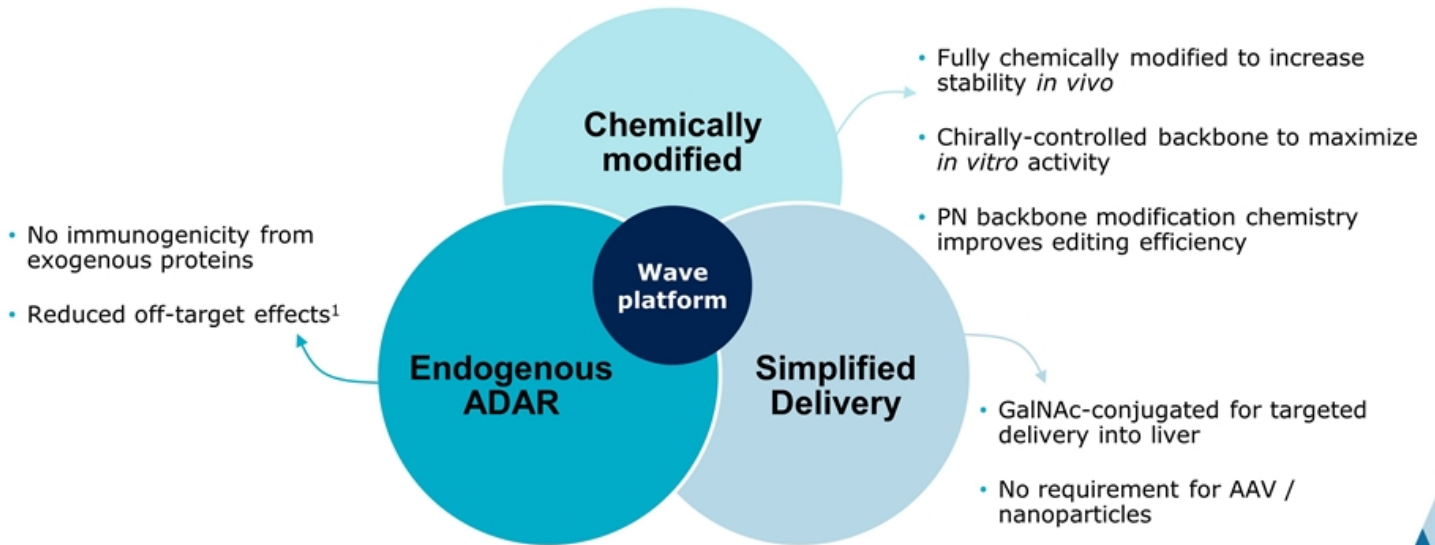 Chemically
modified
Wave
platform
Endogenous
ADAR
Simplified
Delivery
• No immunogenicity from
exogenous proteins
• Reduced off-target effects¹
• Fully chemically modified to increase
stability in vivo
• Chirally-controlled backbone to maximize
in vitro activity
• PN backbone modification chemistry
improves editing efficiency
• GalNAc-conjugated for targeted
delivery into liver
• No requirement for AAV /
nanoparticles